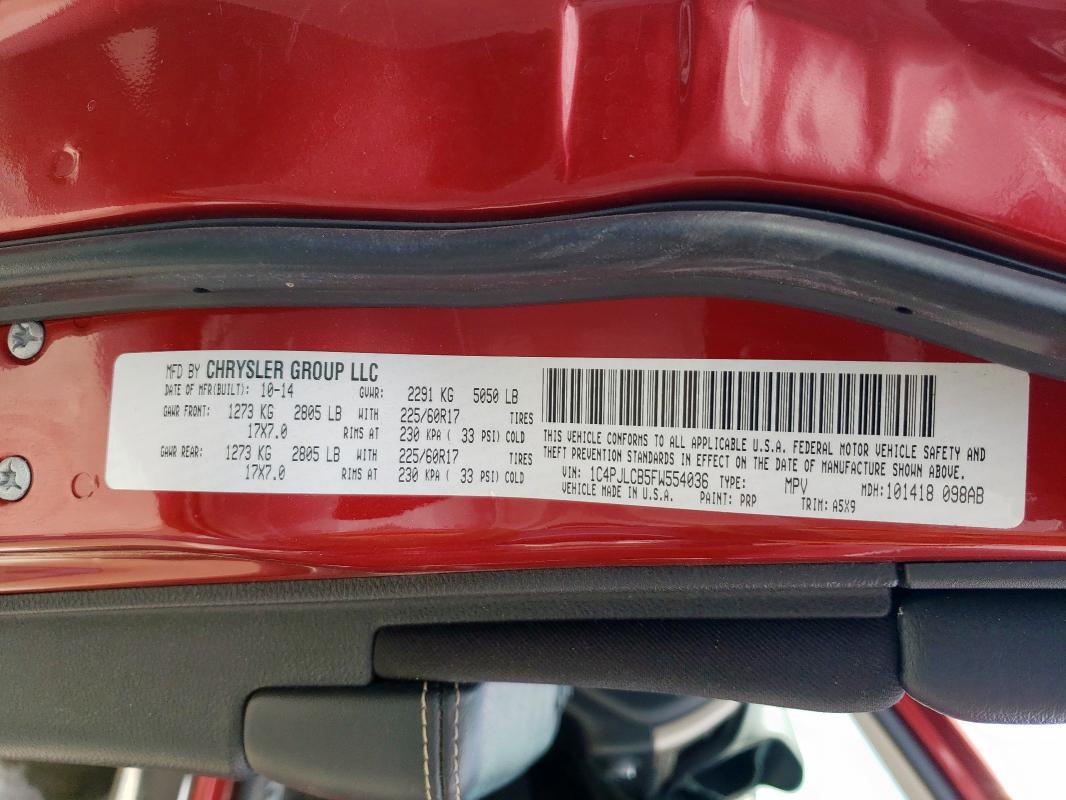 MFD BY CHRYSLER GROUP LLC
DATE OF MFR(BUILT): 10-14 GVWR: 2291 KG 5050 LB
GAWR FRONT: 1273 KG 2805 LB WITH 225/60R17 TIRES
17X7.0 RIMS AT 230 KPA ( 33 PSI) COLD
GAWR REAR: 1273 KG 2805 LB WITH 225/60R17 TIRES
17X7.0 RIMS AT 230 KPA ( 33 PSI) COLD
THIS VEHICLE CONFORMS TO ALL APPLICABLE U.S.A. FEDERAL MOTOR VEHICLE SAFETY AND
THEFT PREVENTION STANDARDS IN EFFECT ON THE DATE OF MANUFACTURE SHOWN ABOVE.
VIN: 1C4PJLCB5FW554036 TYPE: MPV MDH: 101418 098AB
VEHICLE MADE IN U.S.A. PAINT: PRP TRIM: A5X9